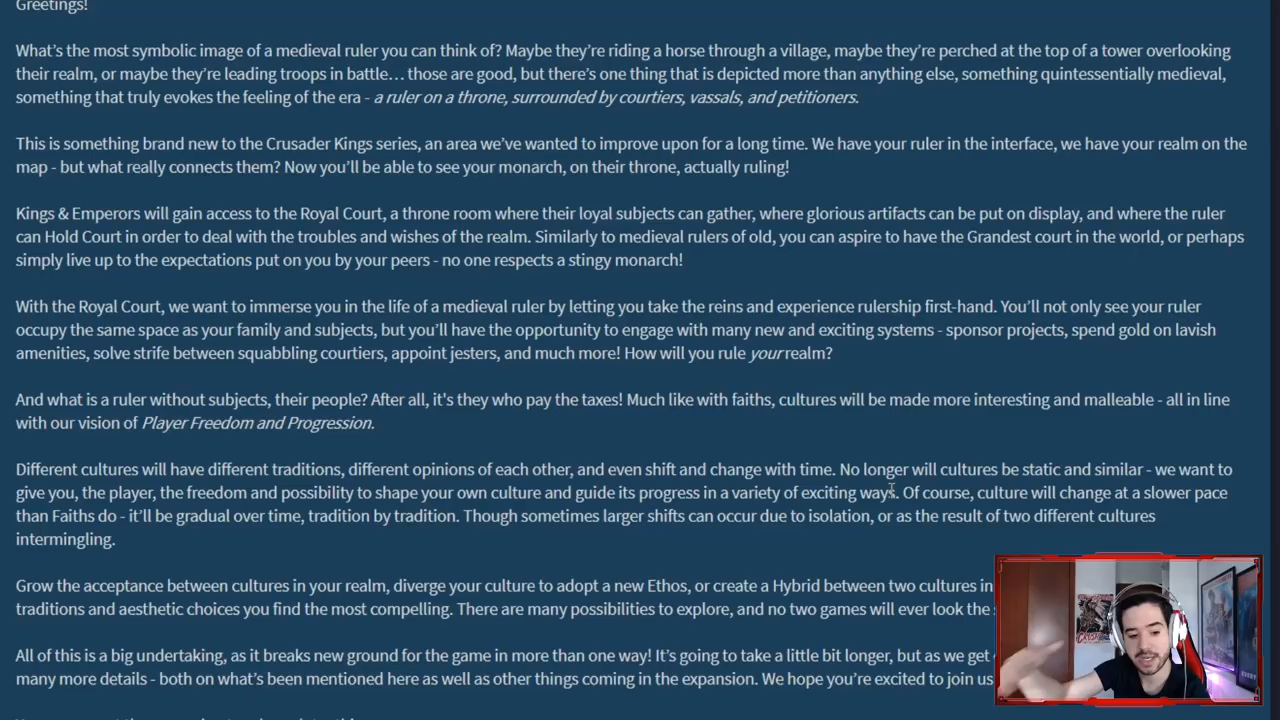 Greetings!
What's the most symbolic image of a medieval ruler you can think of? Maybe they're riding a horse through a village, maybe they're perched at the top of a tower overlooking
their realm, or maybe they're leading troops in battle… those are good, but there's one thing that is depicted more than anything else, something quintessentially medieval,
something that truly evokes the feeling of the era - a ruler on a throne, surrounded by courtiers, vassals, and petitioners.
This is something brand new to the Crusader Kings series, an area we've wanted to improve upon for a long time. We have your ruler in the interface, we have your realm on the
map - but what really connects them? Now you'll be able to see your monarch, on their throne, actually ruling!
Kings & Emperors will gain access to the Royal Court, a throne room where their loyal subjects can gather, where glorious artifacts can be put on display, and where the ruler
can Hold Court in order to deal with the troubles and wishes of the realm. Similarly to medieval rulers of old, you can aspire to have the Grandest court in the world, or perhaps
simply live up to the expectations put on you by your peers - no one respects a stingy monarch!
With the Royal Court, we want to immerse you in the life of a medieval ruler by letting you take the reins and experience rulership first-hand. You'll not only see your ruler
occupy the same space as your family and subjects, but you'll have the opportunity to engage with many new and exciting systems - sponsor projects, spend gold on lavish
amenities, solve strife between squabbling courtiers, appoint jesters, and much more! How will you rule your realm?
And what is a ruler without subjects, their people? After all, it's they who pay the taxes! Much like with faiths, cultures will be made more interesting and malleable - all in line
with our vision of Player Freedom and Progression.
Different cultures will have different traditions, different opinions of each other, and even shift and change with time. No longer will cultures be static and similar - we want to
give you, the player, the freedom and possibility to shape your own culture and guide its progress in a variety of exciting ways. Of course, culture will change at a slower pace
than Faiths do - it'll be gradual over time, tradition by tradition. Though sometimes larger shifts can occur due to isolation, or as the result of two different cultures
intermingling.
Grow the acceptance between cultures in your realm, diverge your culture to adopt a new Ethos, or create a Hybrid between two cultures in
traditions and aesthetic choices you find the most compelling. There are many possibilities to explore, and no two games will ever look the
All of this is a big undertaking, as it breaks new ground for the game in more than one way! It's going to take a little bit longer, but as we get
many more details - both on what's been mentioned here as well as other things coming in the expansion. We hope you're excited to join us